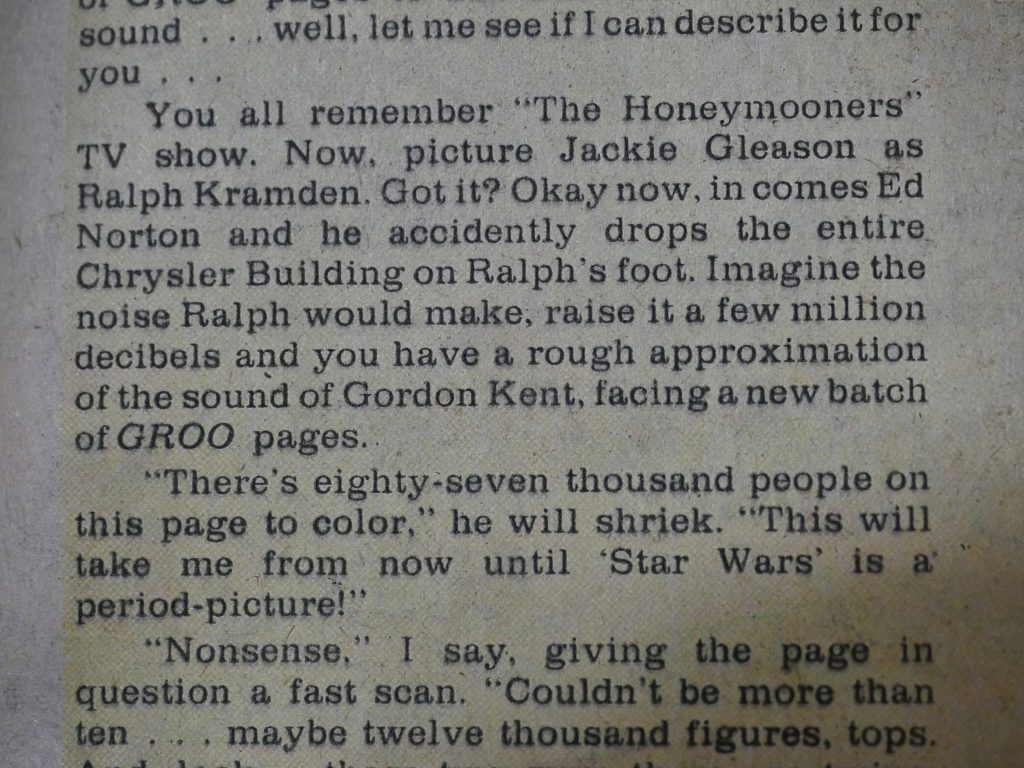 of GROO pages
sound . . . well, let me see if I can describe it for
you . . .
You all remember "The Honeymooners"
TV show. Now, picture Jackie Gleason as
Ralph Kramden. Got it? Okay now, in comes Ed
Norton and he accidently drops the entire
Chrysler Building on Ralph's foot. Imagine the
noise Ralph would make, raise it a few million
decibels and you have a rough approximation
of the sound of Gordon Kent, facing a new batch
of GROO pages.
"There's eighty-seven thousand people on
this page to color," he will shriek. "This will
take me from now until 'Star Wars' is a
period-picture!"
"Nonsense," I say, giving the page in
question a fast scan. "Couldn't be more than
ten . . . maybe twelve thousand figures, tops.